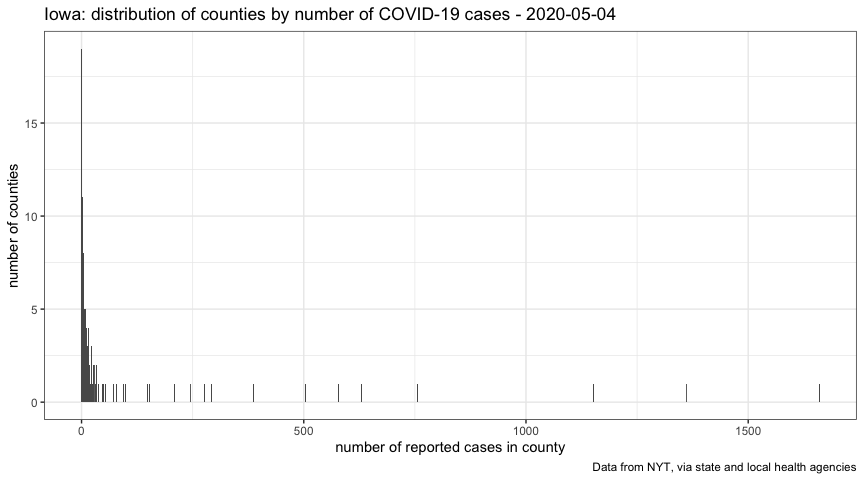 Iowa: distribution of counties by number of COVID-19 cases - 2020-05-04
number of counties
15
10
5
0
0
500
1000
1500
number of reported cases in county
Data from NYT, via state and local health agencies